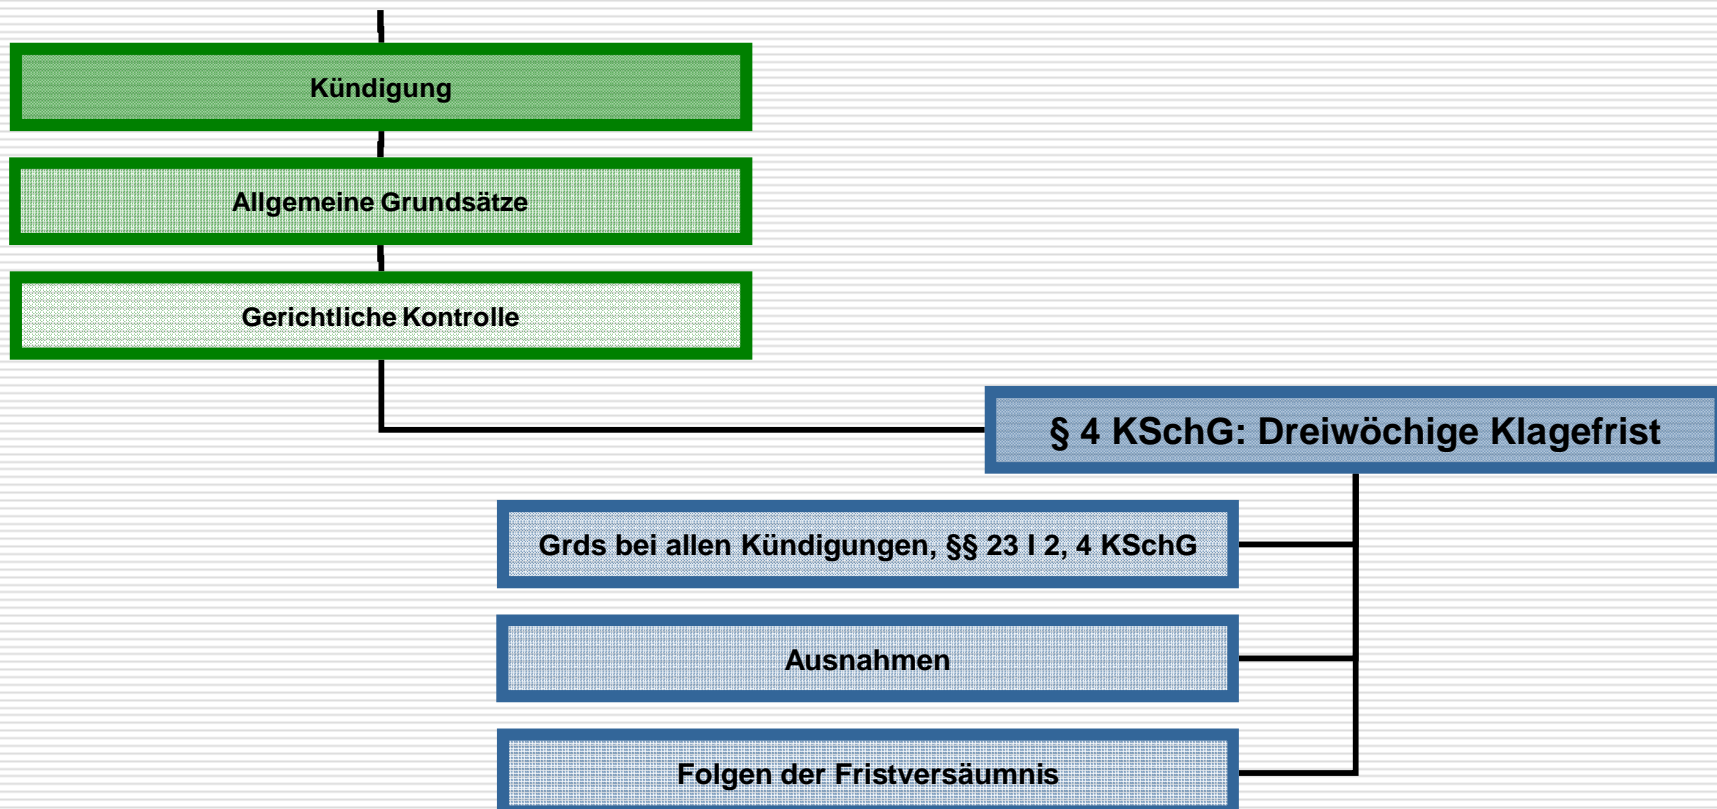 Kündigung
Allgemeine Grundsätze
Gerichtliche Kontrolle
§ 4 KSchG: Dreiwöchige Klagefrist
Grds bei allen Kündigungen, §§ 23 I 2, 4 KSchG
Ausnahmen
Folgen der Fristversäumnis